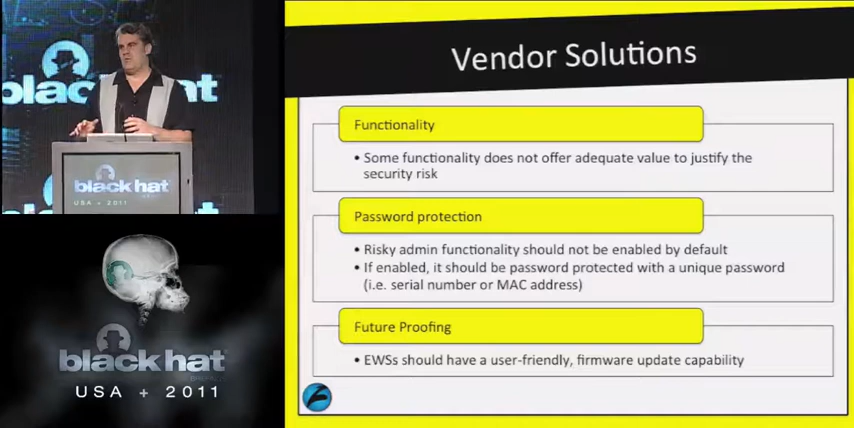 black hat
black hat
USA + 2011
black hat
USA + 2011
Vendor Solutions
Functionality
• Some functionality does not offer adequate value to justify the
security risk
Password protection
• Risky admin functionality should not be enabled by default
• If enabled, it should be password protected with a unique password
(i.e. serial number or MAC address)
Future Proofing
• EWSs should have a user-friendly, firmware update capability